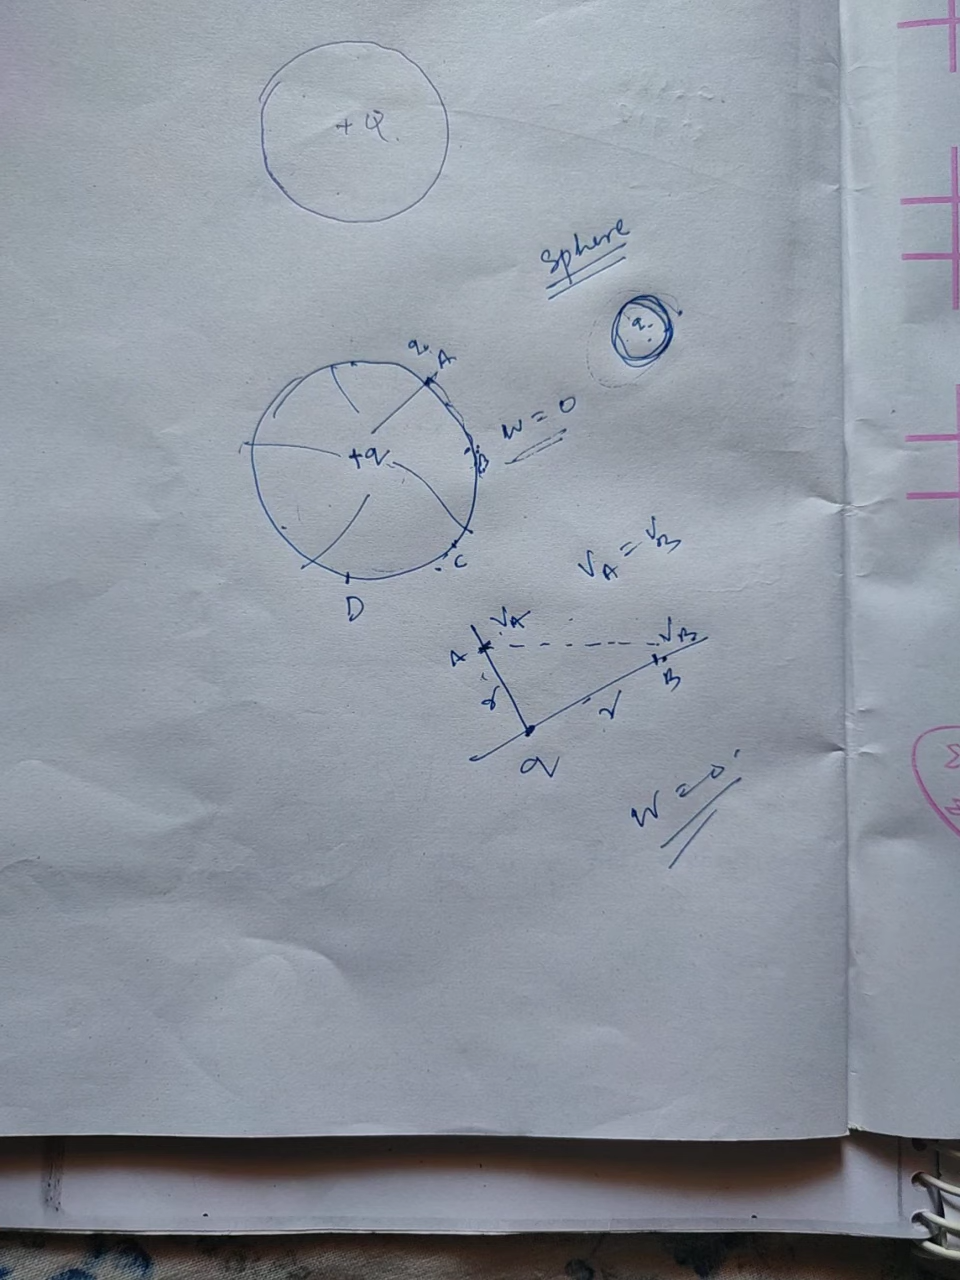 + Q
Sphere
q
q A
W = 0
+q
B
C
D
VA = VB
VA
VB
A
B
r
r
q
W = 0